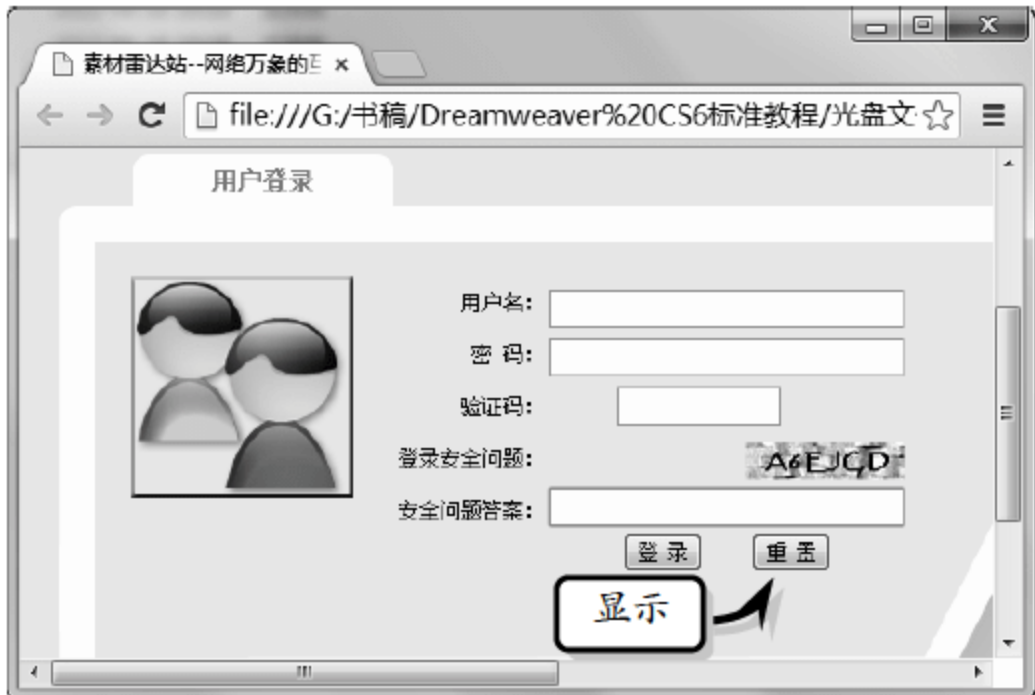 素材雷达站--网络万象的
file:///G:/书稿/Dreamweaver%20CS6标准教程/光盘文
用户登录
用户名：
密 码：
验证码：
登录安全问题：
A6EJCD
安全问题答案：
登 录
重 置
显示